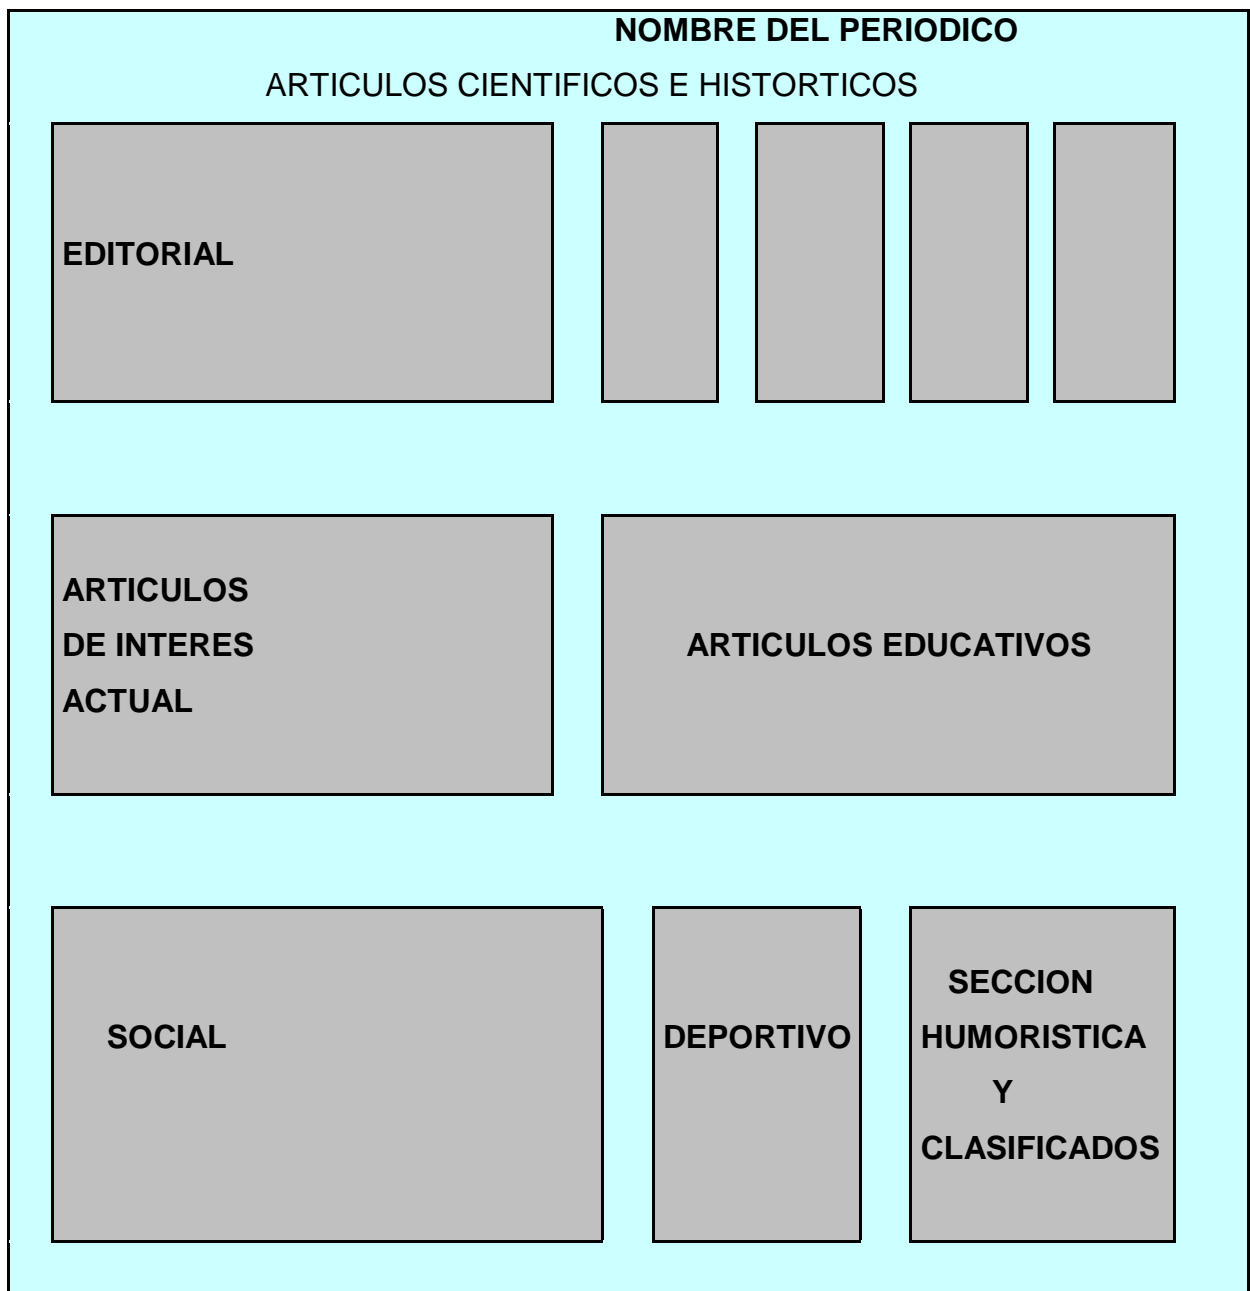 NOMBRE DEL PERIODICO
ARTICULOS CIENTIFICOS E HISTORTICOS
EDITORIAL
ARTICULOS
DE INTERES
ACTUAL
ARTICULOS EDUCATIVOS
SOCIAL
DEPORTIVO
SECCION
HUMORISTICA
Y
CLASIFICADOS